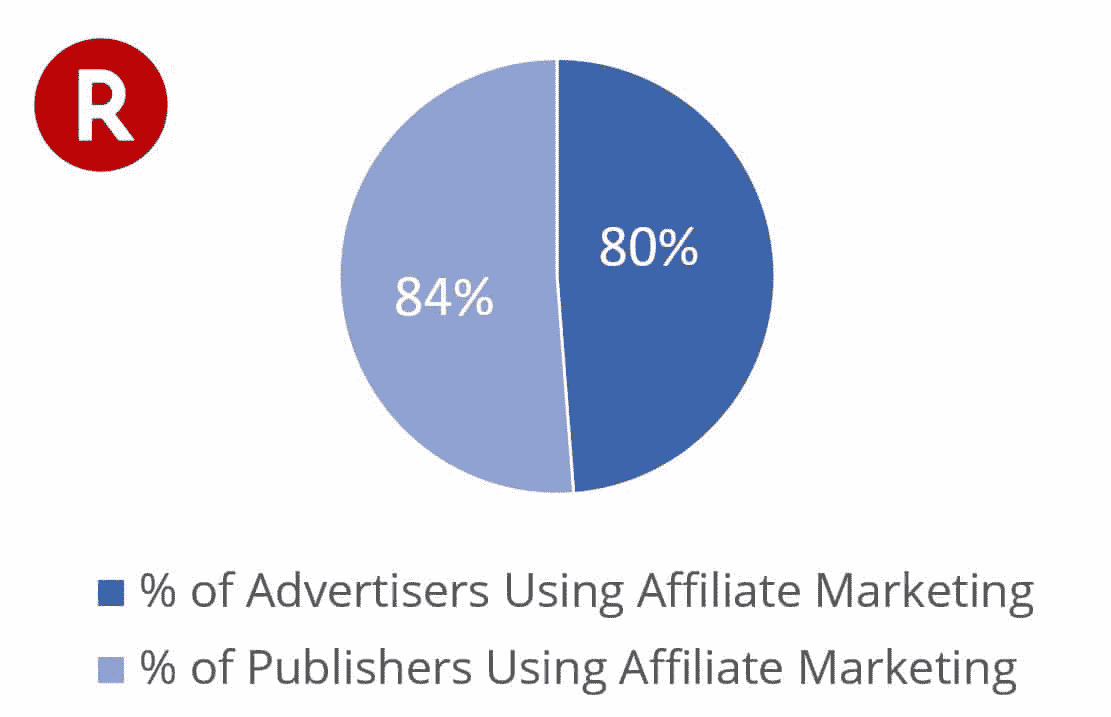 R
80%
84%
% of Advertisers Using Affiliate Marketing
% of Publishers Using Affiliate Marketing